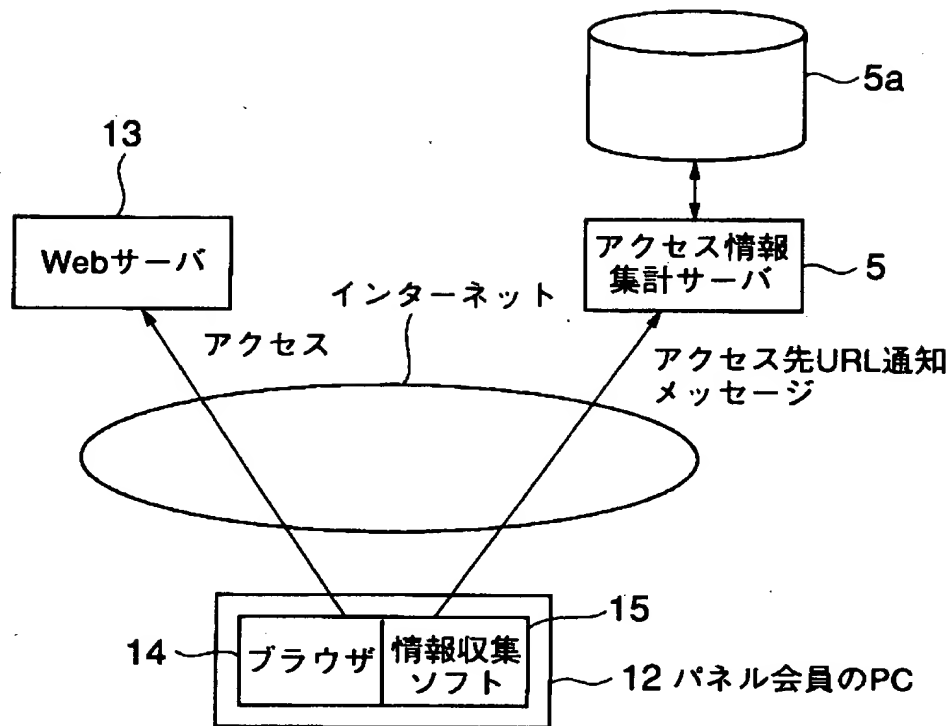 5a
13
Webサーバ
アクセス情報
集計サーバ
5
インターネット
アクセス
アクセス先URL通知
メッセージ
14
ブラウザ
情報収集
ソフト
15
12 パネル会員のPC